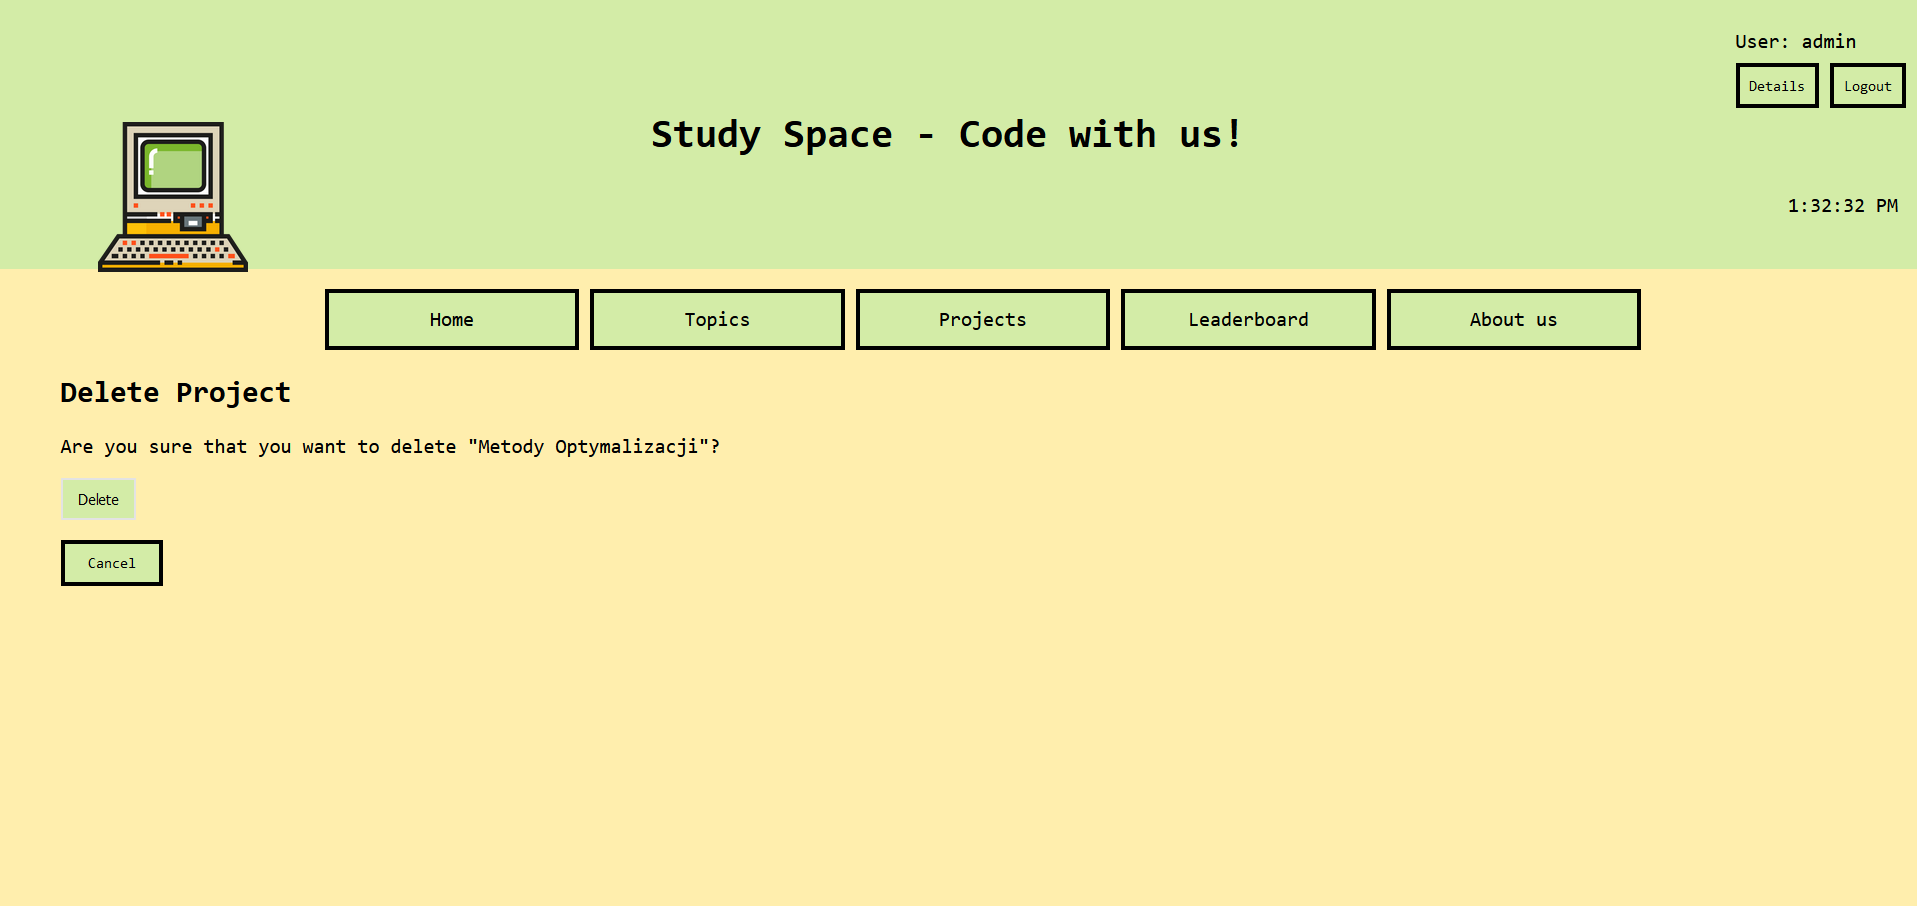 User: admin
Details Logout
Study Space - Code with us!
1:32:32 PM
Home Topics Projects Leaderboard About us
Delete Project
Are you sure that you want to delete "Metody Optymalizacji"?
Delete
Cancel